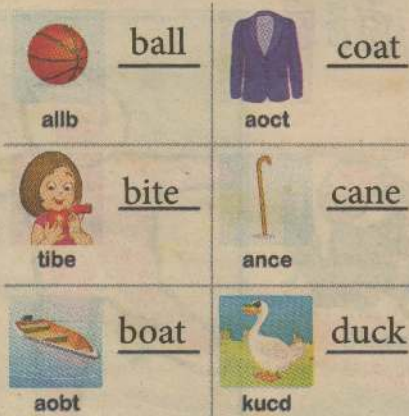 ball
coat
allb
aoct
bite
cane
tibe
ance
boat
duck
aobt
kucd